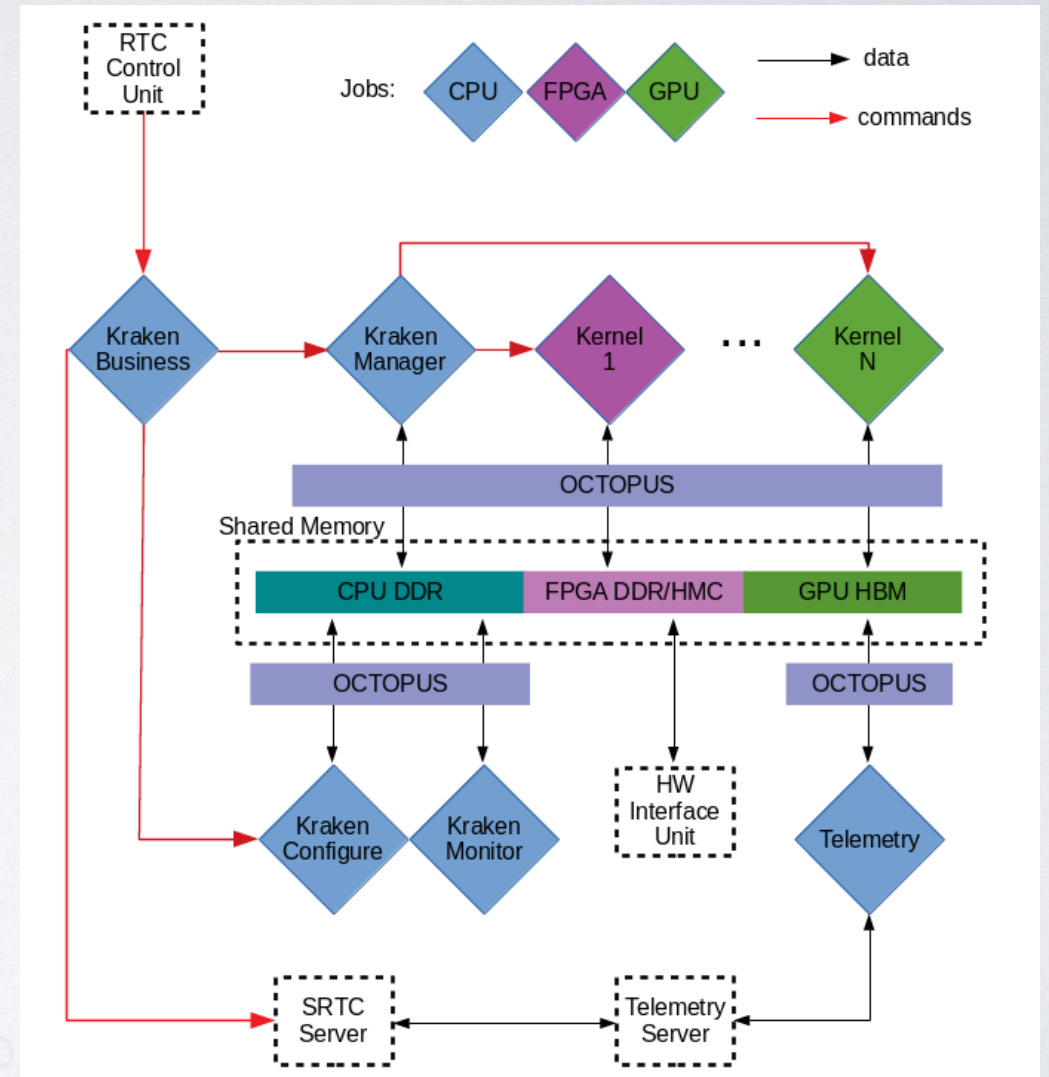 RTC
Control
Unit
Jobs:
CPU
FPGA
GPU
data
commands
Kraken
Business
Kraken
Manager
Kernel
1
...
Kernel
N
OCTOPUS
Shared Memory
CPU DDR
FPGA DDR/HMC
GPU HBM
OCTOPUS
OCTOPUS
Kraken
Configure
Kraken
Monitor
HW
Interface
Unit
Telemetry
SRTC
Server
Telemetry
Server